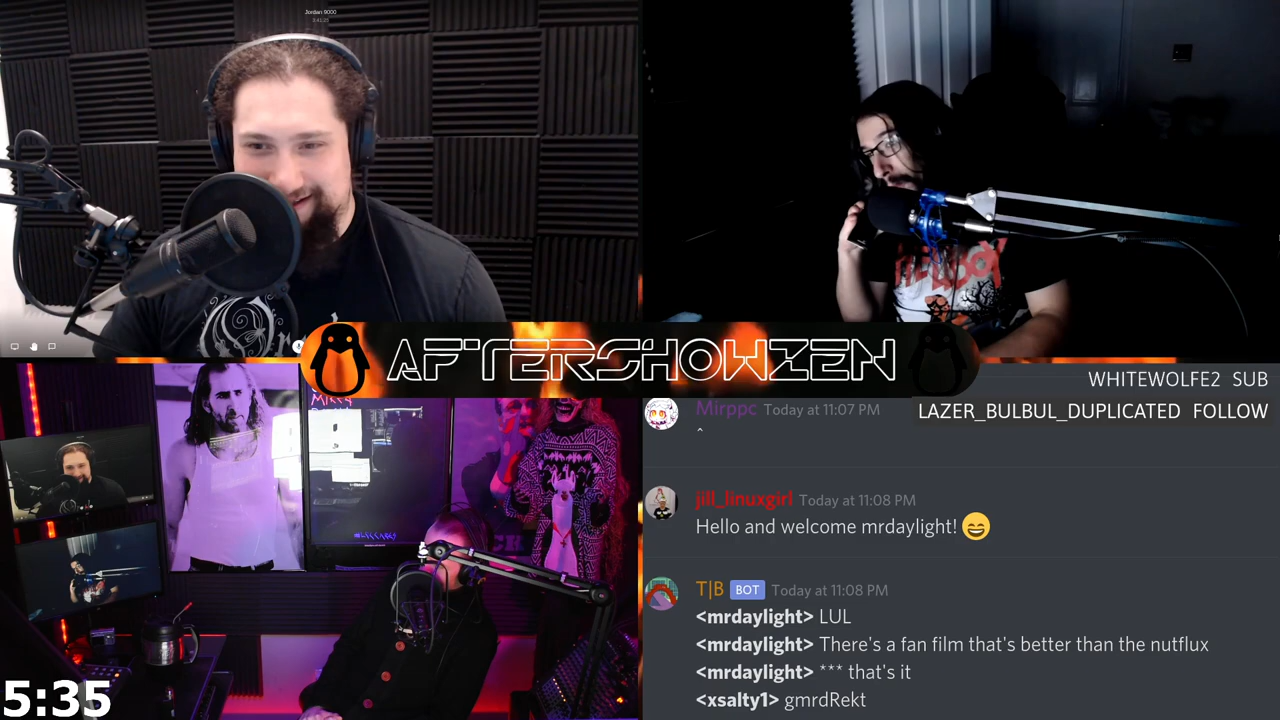 Jordan 9000
AFTERSHOWZEN
WHITEWOLFE2 SUB
LAZER_BULBUL_DUPLICATED FOLLOW
Mirppc Today at 11:07 PM
^
jill_linuxgirl Today at 11:08 PM
Hello and welcome mrdaylight! 😄
T|B BOT Today at 11:08 PM
<mrdaylight> LUL
<mrdaylight> There's a fan film that's better than the nutflux
<mrdaylight> *** that's it
<xsalty1> gmrdRekt
5:35